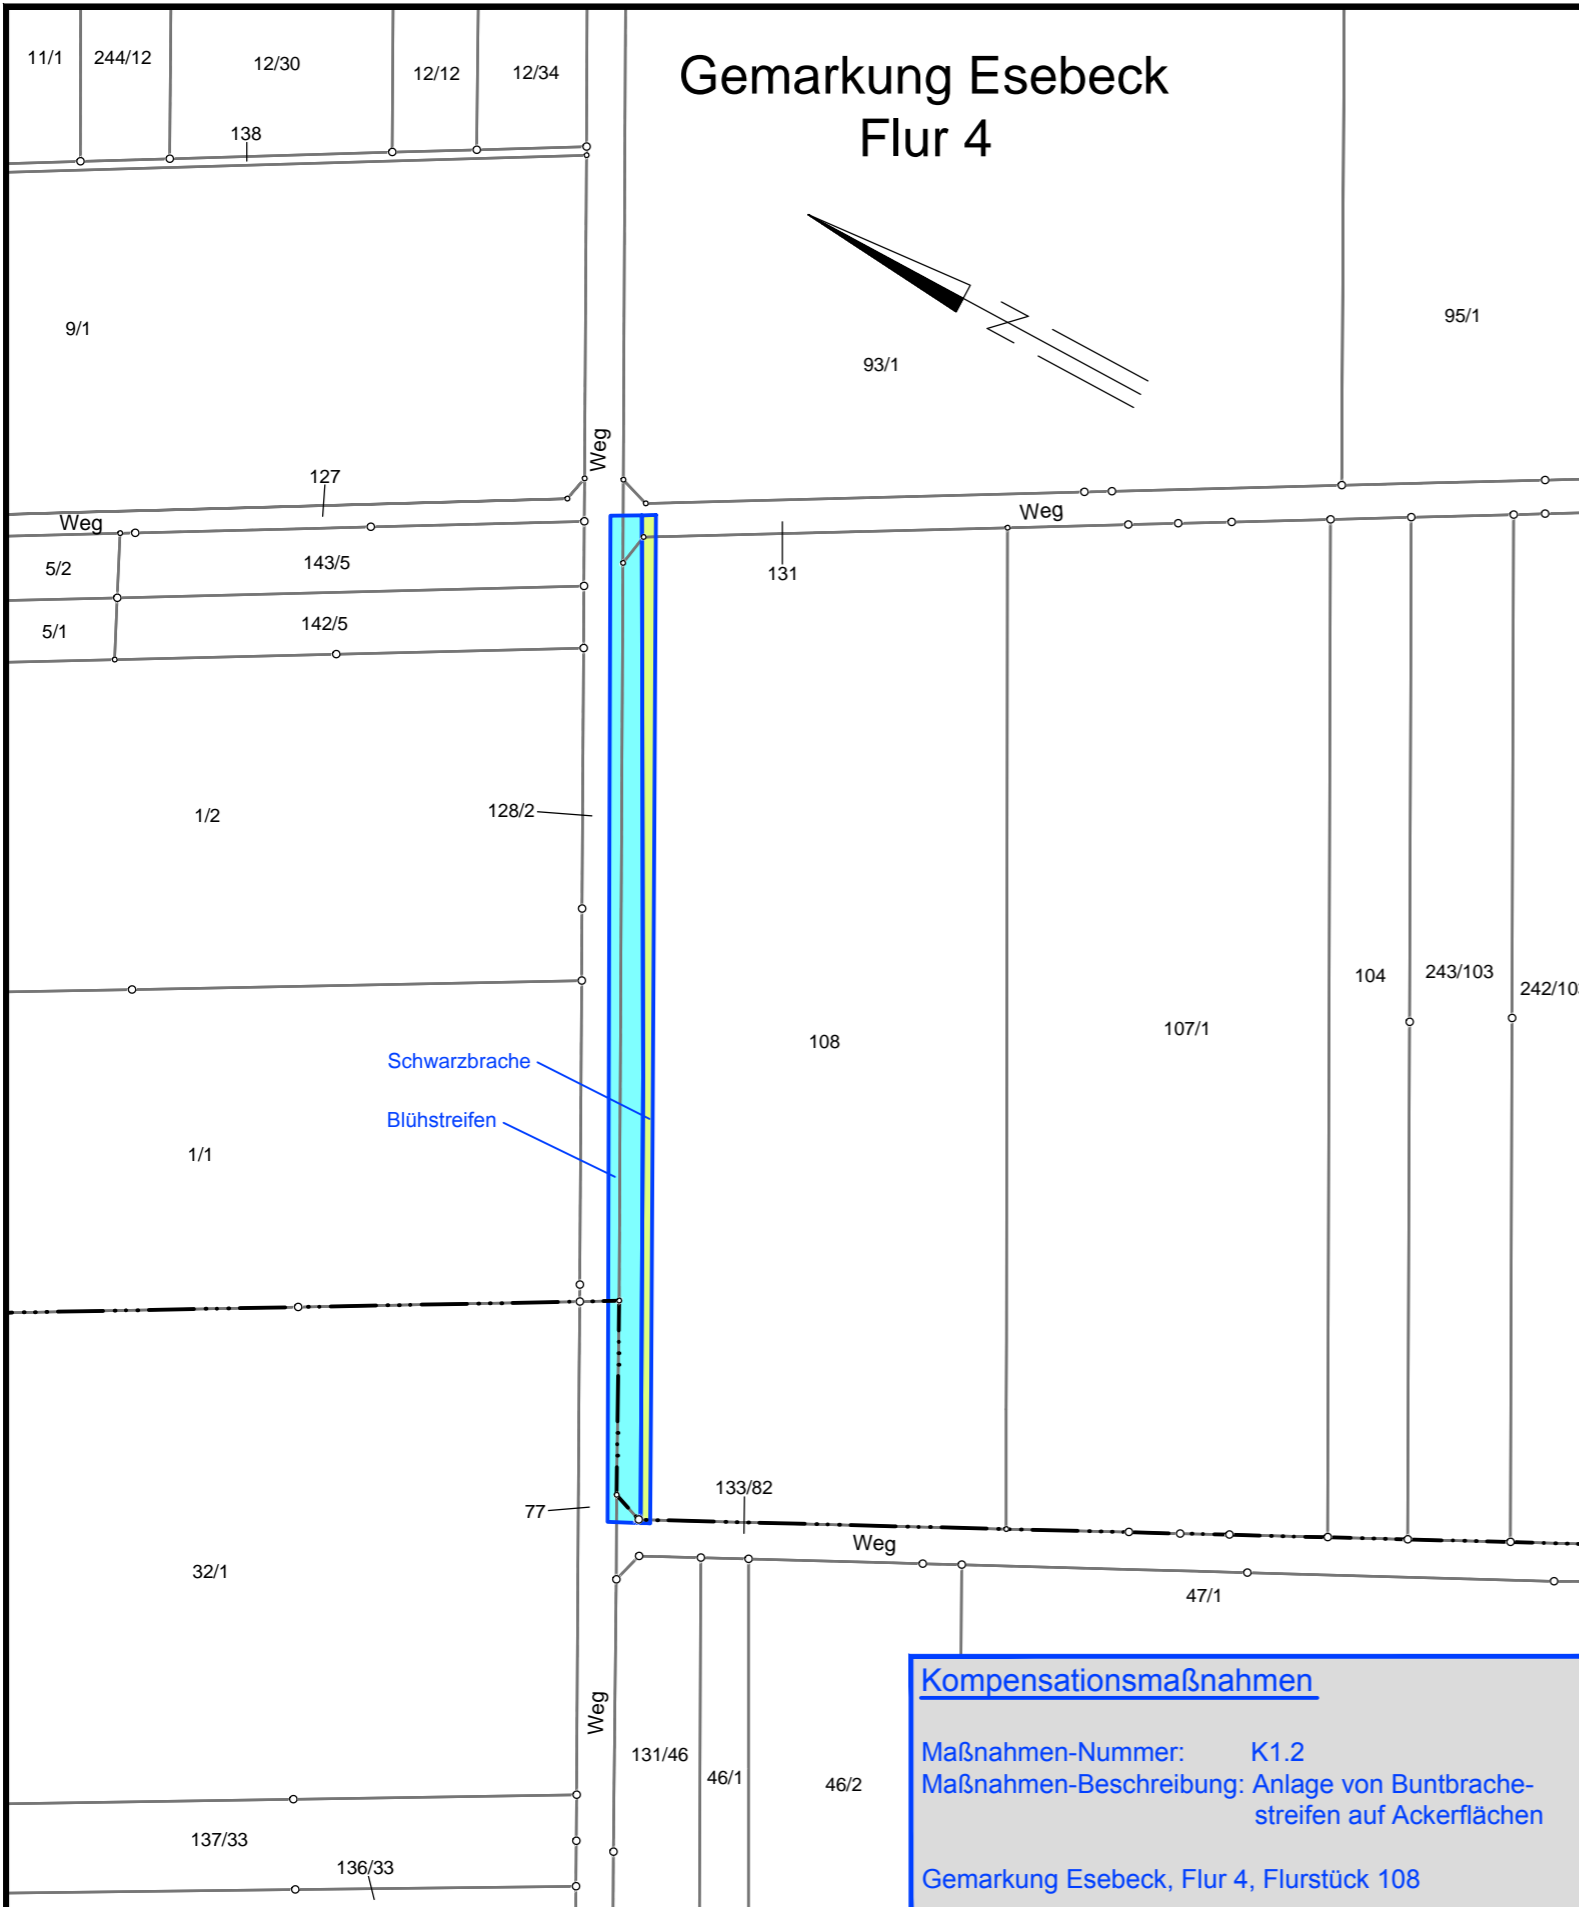 Gemarkung Esebeck
Flur 4
11/1
244/12
12/30
12/12
12/34
138
9/1
93/1
95/1
Weg
127
Weg
Weg
5/2
143/5
131
5/1
142/5
1/2
128/2
104
243/103
242/10
108
107/1
Schwarzbrache
Blühstreifen
1/1
133/82
77
Weg
32/1
47/1
Weg
131/46
46/1
46/2
137/33
136/33
Kompensationsmaßnahmen
Maßnahmen-Nummer: K1.2
Maßnahmen-Beschreibung: Anlage von Buntbrache-
streifen auf Ackerflächen
Gemarkung Esebeck, Flur 4, Flurstück 108